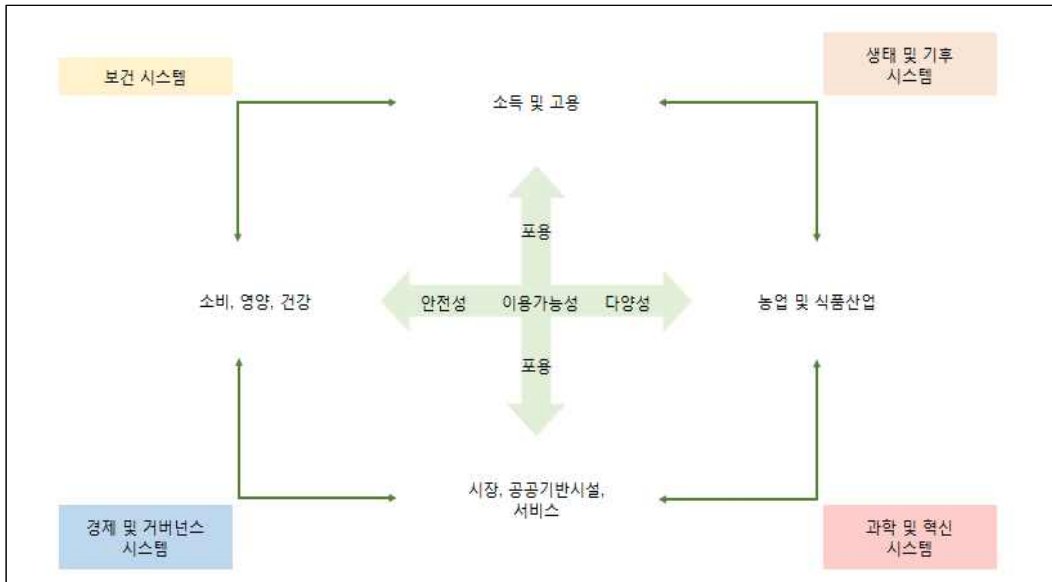 보건 시스템
생태 및 기후
시스템
소득 및 고용
포용
소비, 영양, 건강
안전성 이용가능성 다양성
농업 및 식품산업
포용
시장, 공공기반시설,
서비스
경제 및 거버넌스
시스템
과학 및 혁신
시스템